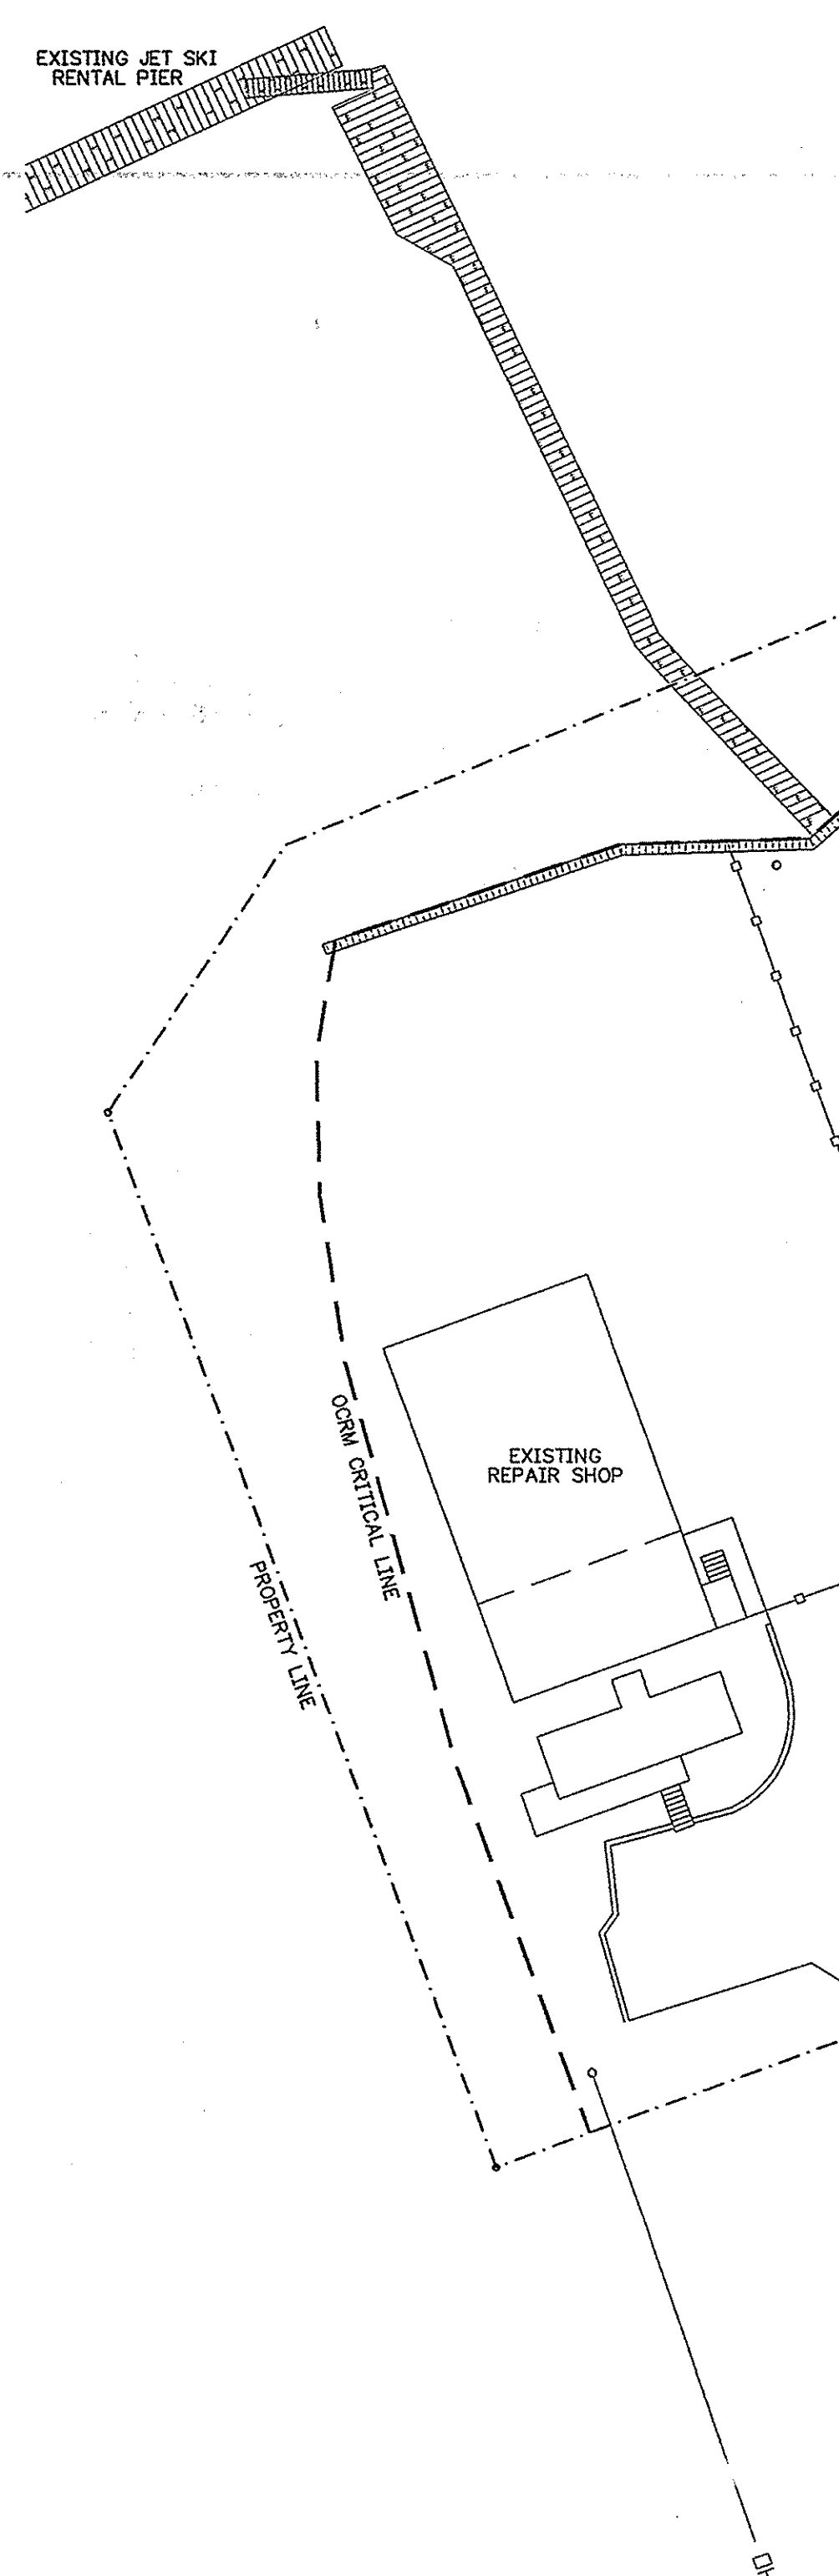 EXISTING JET SKI
RENTAL PIER
OCRM CRITICAL LINE
EXISTING
REPAIR SHOP
PROPERTY LINE